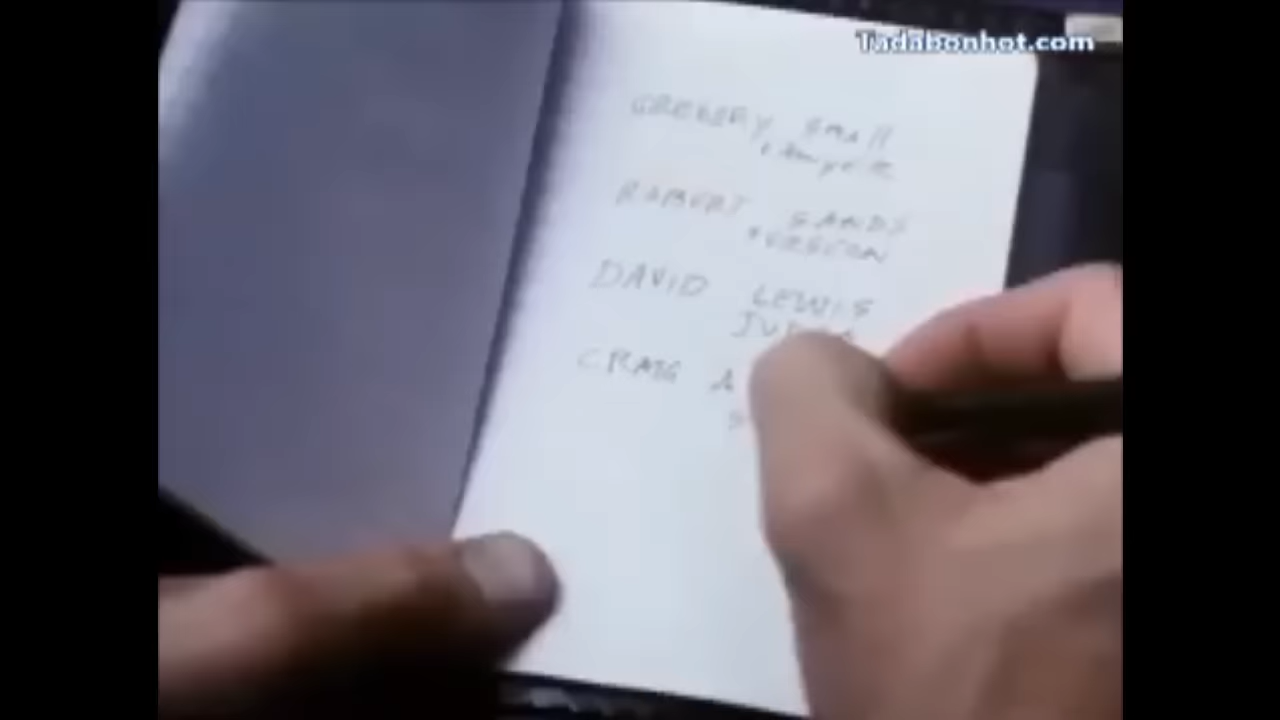 Tadabonhot.com
GREGORY SMALL
LAWYER
ROBERT SANDS
SURGEON
DAVID LEWIS
CRAIG A